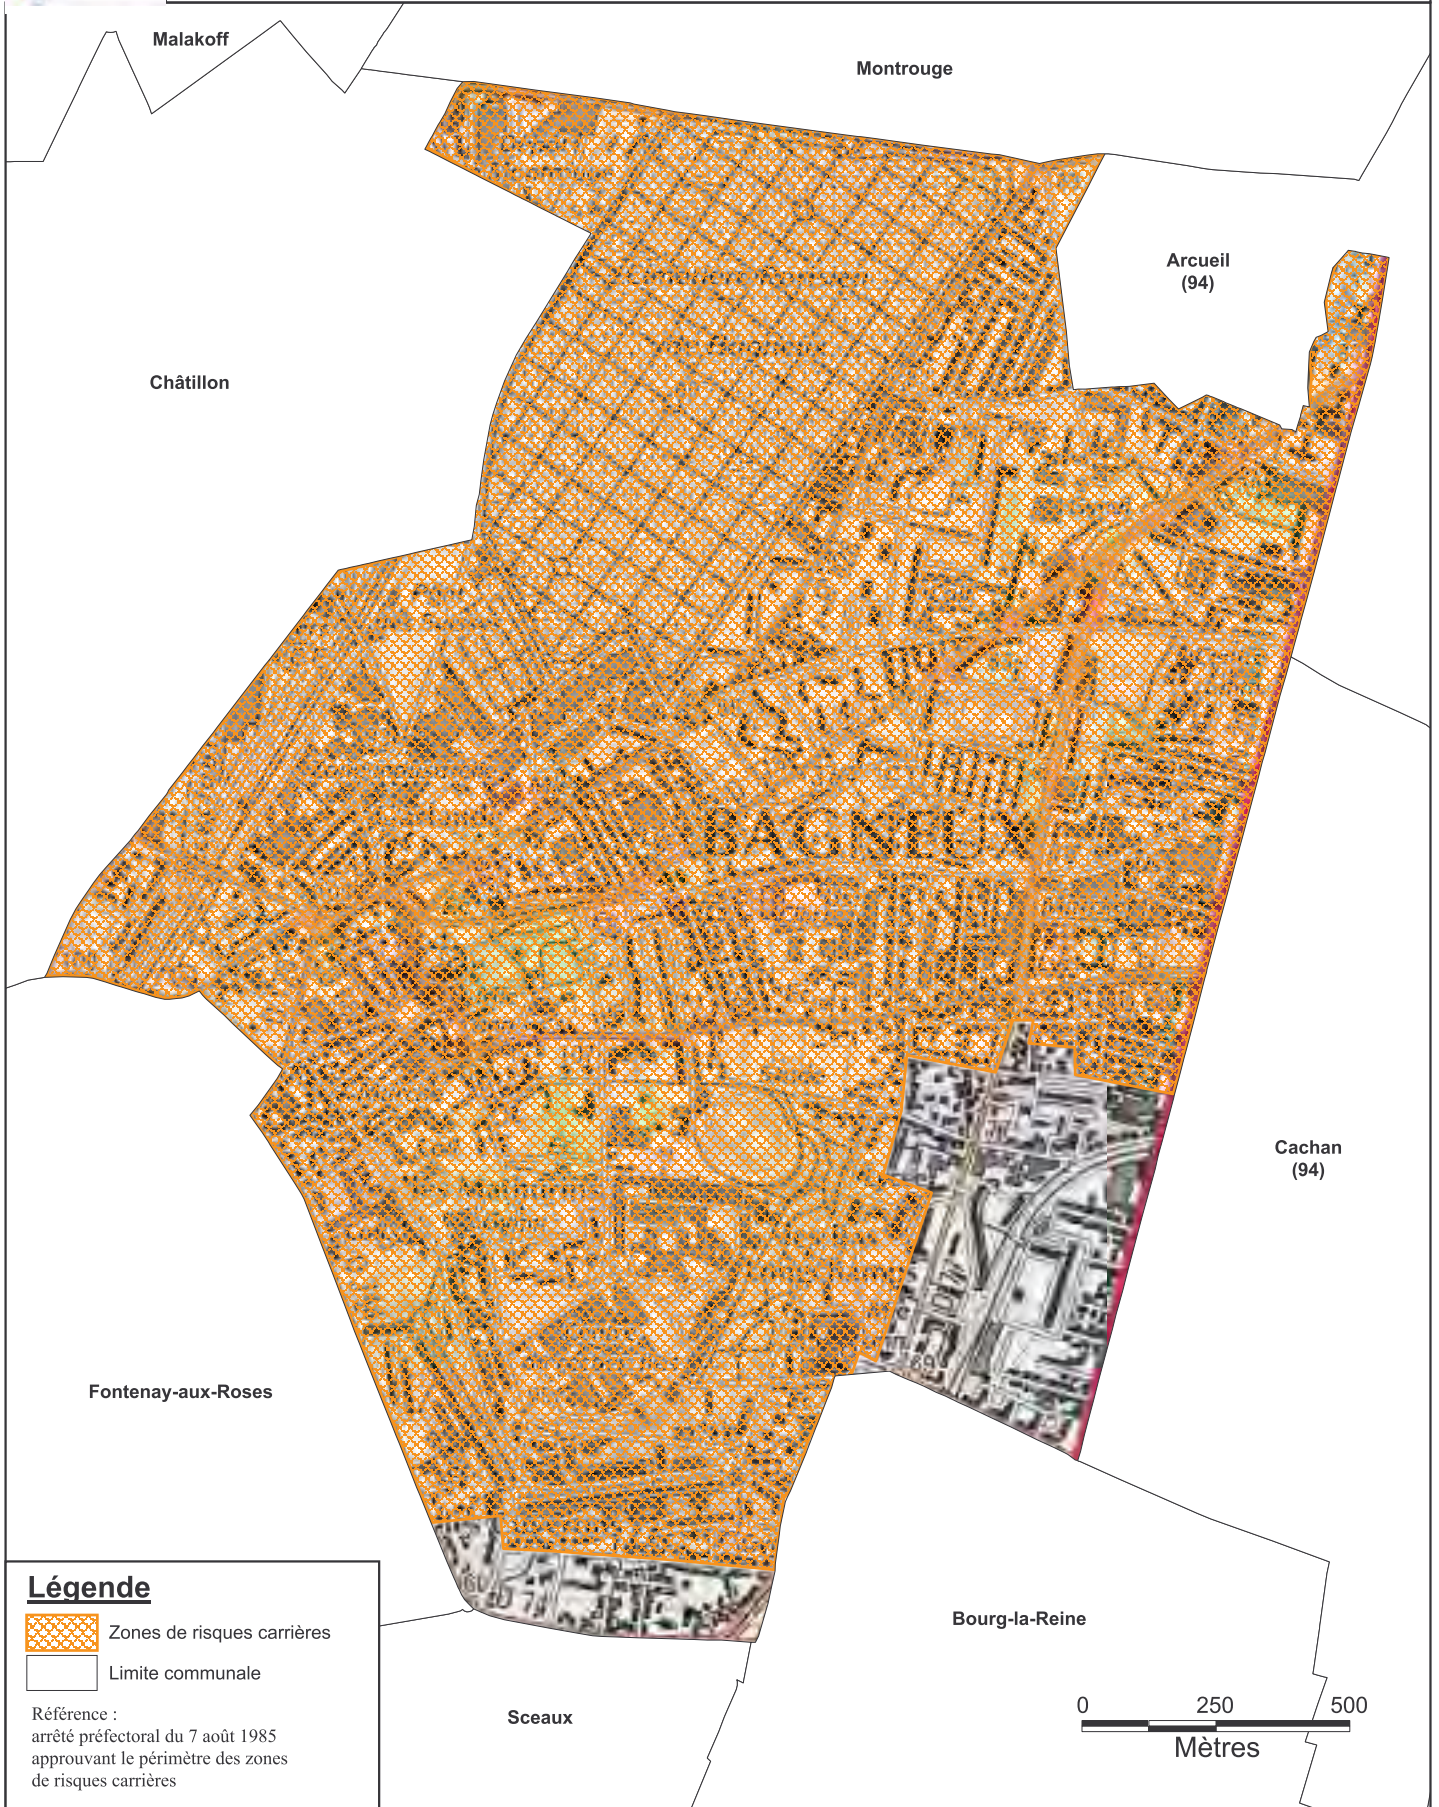 Malakoff
Montrouge
Arcueil
(94)
Châtillon
BAGNEUX
Cachan
(94)
Fontenay-aux-Roses
Légende
Zones de risques carrières
Limite communale
Référence :
arrêté préfectoral du 7 août 1985
approuvant le périmètre des zones
de risques carrières
Bourg-la-Reine
Sceaux
0 250 500
Mètres